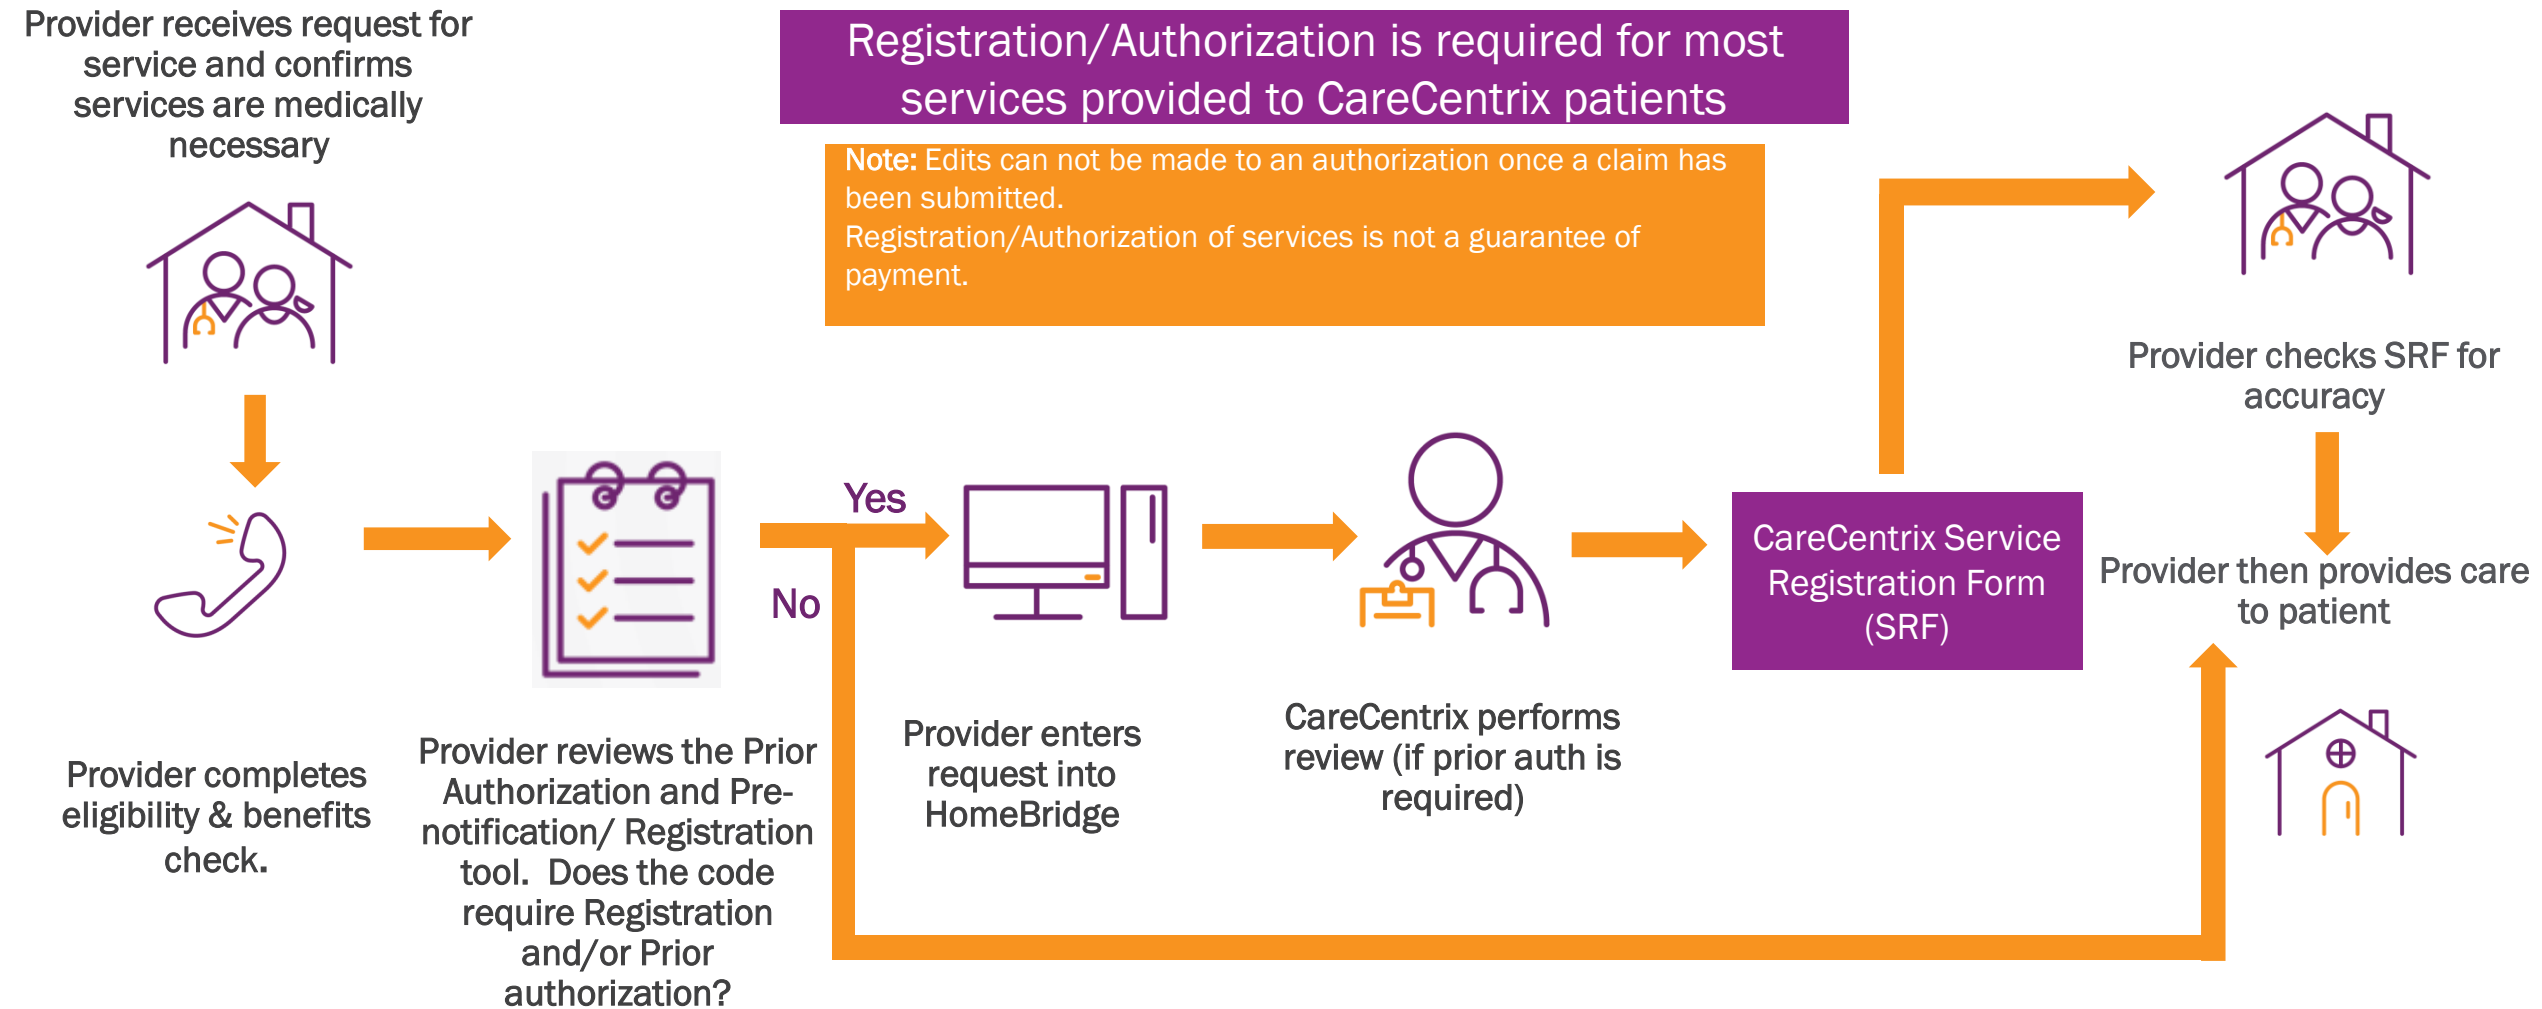 Provider receives request for
service and confirms
services are medically
necessary
Registration/Authorization is required for most
services provided to CareCentrix patients
Note: Edits can not be made to an authorization once a claim has
been submitted.
Registration/Authorization of services is not a guarantee of
payment.
Provider completes
eligibility & benefits
check.
Provider reviews the Prior
Authorization and Pre-
notification/ Registration
tool.  Does the code
require Registration
and/or Prior
authorization?
Yes
No
Provider enters
request into
HomeBridge
CareCentrix performs
review (if prior auth is
required)
CareCentrix Service
Registration Form
(SRF)
Provider checks SRF for
accuracy
Provider then provides care
to patient